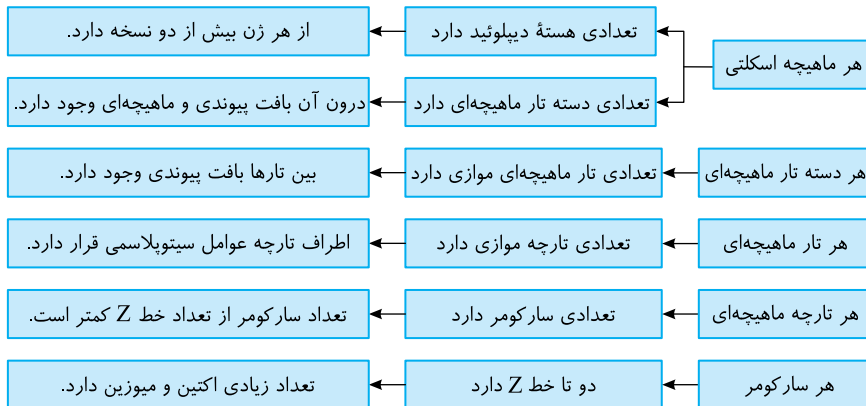 هر ماهیچه اسکلتی
تعدادی هستهٔ دیپلوئید دارد
از هر ژن بیش از دو نسخه دارد.
تعدادی دسته تار ماهیچه‌ای دارد
درون آن بافت پیوندی و ماهیچه‌ای وجود دارد.
هر دسته تار ماهیچه‌ای
تعدادی تار ماهیچه‌ای موازی دارد
بین تارها بافت پیوندی وجود دارد.
هر تار ماهیچه‌ای
تعدادی تارچه موازی دارد
اطراف تارچه عوامل سیتوپلاسمی قرار دارد.
هر تارچه ماهیچه‌ای
تعدادی سارکومر دارد
تعداد سارکومر از تعداد خط Z کمتر است.
هر سارکومر
دو تا خط Z دارد
تعداد زیادی اکتین و میوزین دارد.